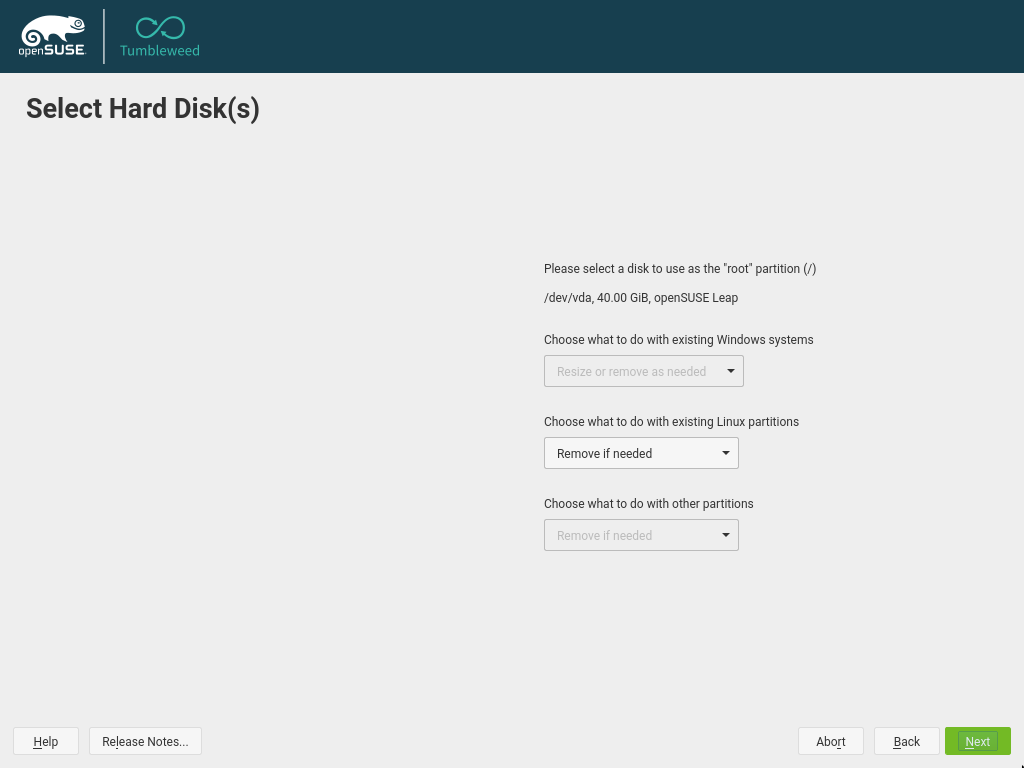 openSUSE
Tumbleweed
Select Hard Disk(s)
Please select a disk to use as the "root" partition (/)
/dev/vda, 40.00 GiB, openSUSE Leap
Choose what to do with existing Windows systems
Resize or remove as needed
Choose what to do with existing Linux partitions
Remove if needed
Choose what to do with other partitions
Remove if needed
Help
Release Notes...
Abort
Back
Next